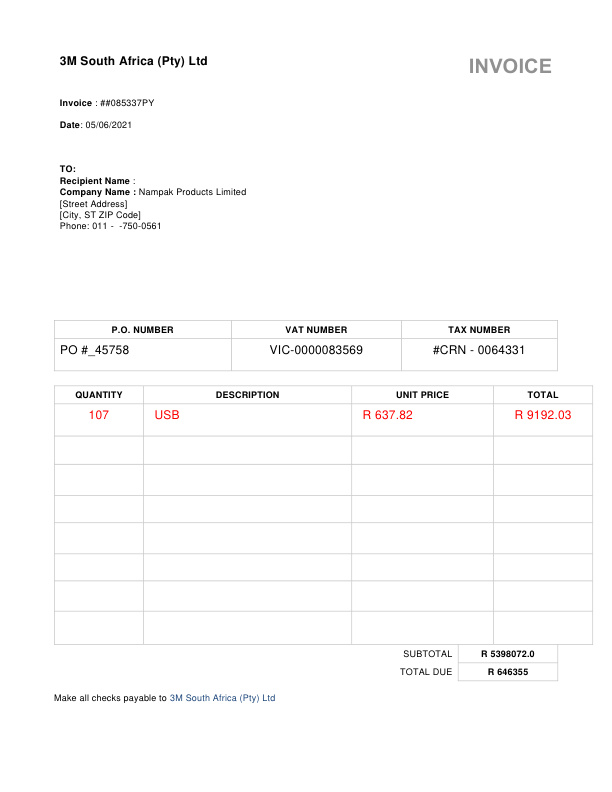 3M South Africa (Pty) Ltd
INVOICE
Invoice : ##085337PY
Date: 05/06/2021
TO:
Recipient Name :
Company Name : Nampak Products Limited
[Street Address]
[City, ST ZIP Code]
Phone: 011 - -750-0561
P.O. NUMBER VAT NUMBER TAX NUMBER
PO #_45758 VIC-0000083569 #CRN - 0064331
QUANTITY DESCRIPTION UNIT PRICE TOTAL
107 USB R 637.82 R 9192.03
SUBTOTAL R 5398072.0
TOTAL DUE R 646355
Make all checks payable to 3M South Africa (Pty) Ltd